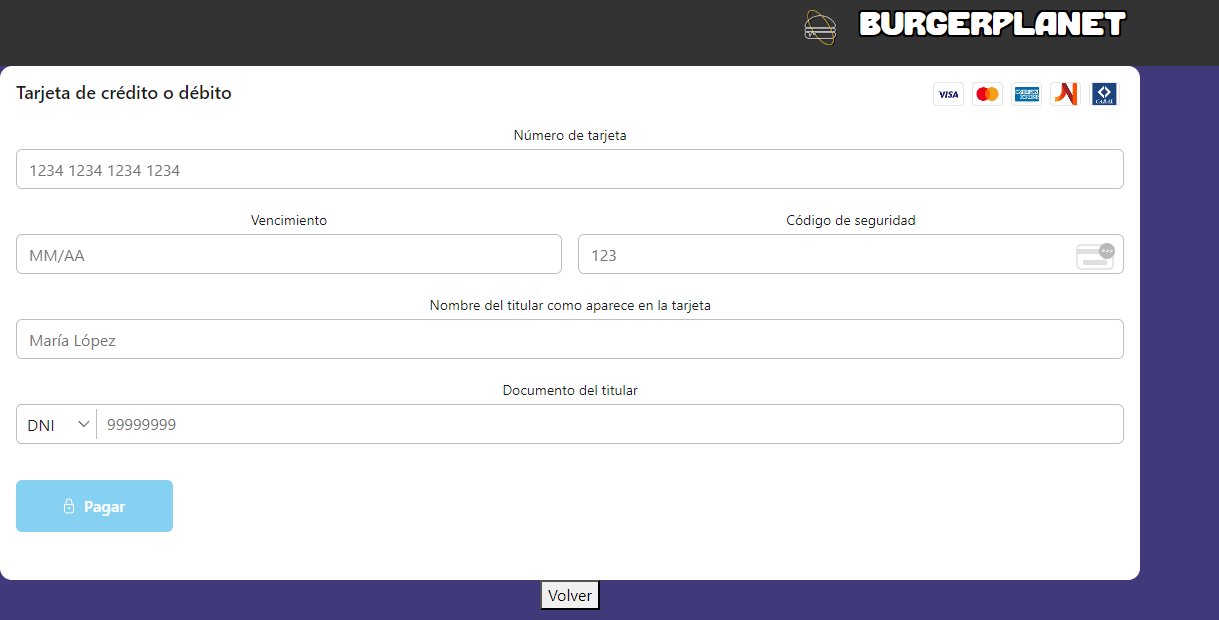 BURGERPLANET
Tarjeta de crédito o débito
VISA
Número de tarjeta
1234 1234 1234 1234
Vencimiento
Código de seguridad
MM/AA
123
Nombre del titular como aparece en la tarjeta
María López
Documento del titular
DNI
99999999
Pagar
Volver